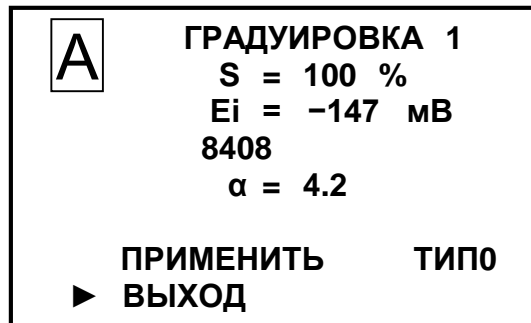 A ГРАДУИРОВКА 1
S = 100 %
Ei = −147 мВ
8408
α = 4.2
ПРИМЕНИТЬ ТИП0
► ВЫХОД